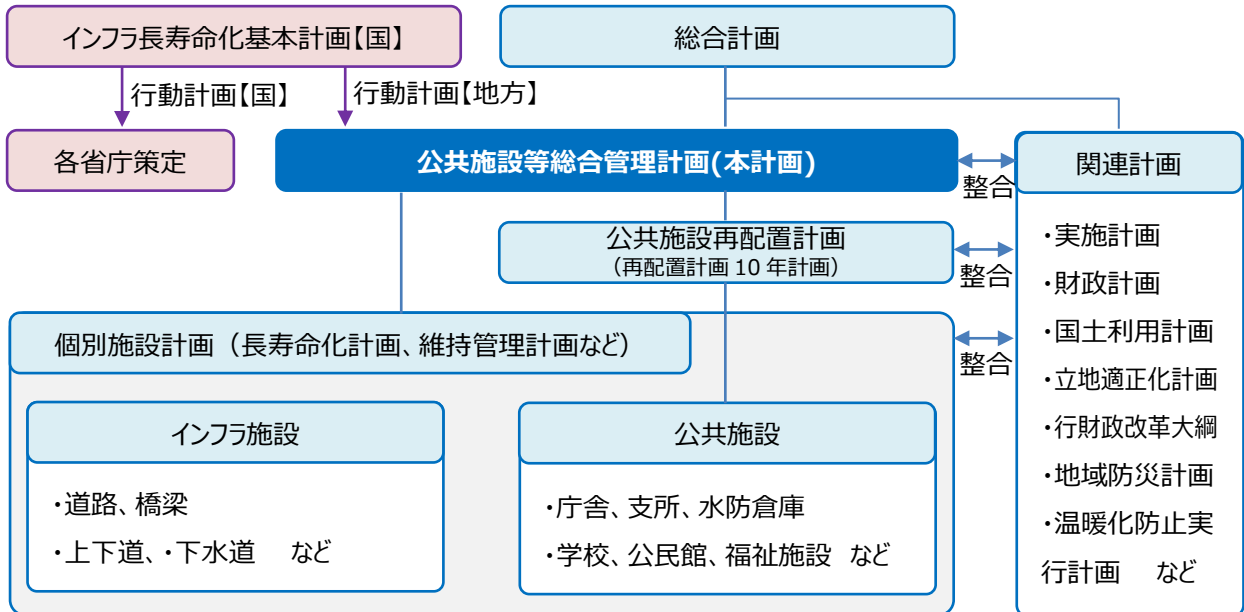 インフラ長寿命化基本計画【国】
総合計画
行動計画【国】
行動計画【地方】
各省庁策定
公共施設等総合管理計画(本計画)
整合
関連計画
公共施設再配置計画
（再配置計画 10 年計画）
整合
・実施計画
・財政計画
・国土利用計画
・立地適正化計画
・行財政改革大綱
・地域防災計画
・温暖化防止実
行計画 など
個別施設計画（長寿命化計画、維持管理計画など）
整合
インフラ施設
・道路、橋梁
・上下道、・下水道 など
公共施設
・庁舎、支所、水防倉庫
・学校、公民館、福祉施設 など